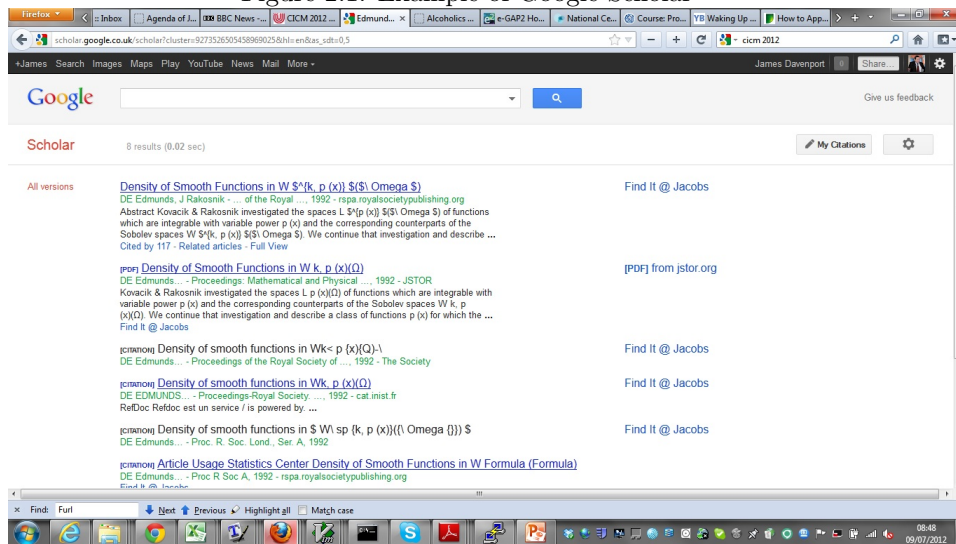 Firefox
:: Inbox
Agenda of J...
BBC News -...
CICM 2012 ...
Edmund...
Alcoholics ...
e-GAP2 Ho...
National Ce...
Course: Pro...
Waking Up ...
How to App...
scholar.google.co.uk/scholar?cluster=9273526505458969025&hl=en&as_sdt=0,5
cicm 2012
+James Search Images Maps Play YouTube News Mail More
James Davenport 0 Share...
Google
Give us feedback
Scholar 8 results (0.02 sec) My Citations
All versions
Density of Smooth Functions in W $^{k, p (x)} $($\ Omega $) Find It @ Jacobs
DE Edmunds, J Rakosnik - ... of the Royal ..., 1992 - rspa.royalsocietypublishing.org
Abstract Kovacik & Rakosnik investigated the spaces L $^{p (x)} $($\ Omega $) of functions
which are integrable with variable power p (x) and the corresponding counterparts of the
Sobolev spaces W $^{k, p (x)} $($\ Omega $). We continue that investigation and describe ...
Cited by 117 - Related articles - Full View
[PDF] Density of Smooth Functions in W k, p (x)(Ω) [PDF] from jstor.org
DE Edmunds... - Proceedings: Mathematical and Physical ..., 1992 - JSTOR
Kovacik & Rakosnik investigated the spaces L p (x)(Ω) of functions which are integrable with
variable power p (x) and the corresponding counterparts of the Sobolev spaces W k, p
(x)(Ω). We continue that investigation and describe a class of functions p (x) for which the ...
Find It @ Jacobs
[CITATION] Density of smooth functions in Wk< p {x}{Q)-\ Find It @ Jacobs
DE Edmunds... - Proceedings of the Royal Society of ..., 1992 - The Society
[CITATION] Density of smooth functions in Wk, p (x)(Ω) Find It @ Jacobs
DE EDMUNDS... - Proceedings-Royal Society. ..., 1992 - cat.inist.fr
RefDoc Refdoc est un service / is powered by. ...
[CITATION] Density of smooth functions in $ W\ sp {k, p (x)}({\ Omega {}}) $ Find It @ Jacobs
DE Edmunds... - Proc. R. Soc. Lond., Ser. A, 1992
[CITATION] Article Usage Statistics Center Density of Smooth Functions in W Formula (Formula)
DE Edmunds... - Proc R Soc A, 1992 - rspa.royalsocietypublishing.org
Find It @ Jacobs
Find: Furl Next Previous Highlight all Match case
08:48
09/07/2012